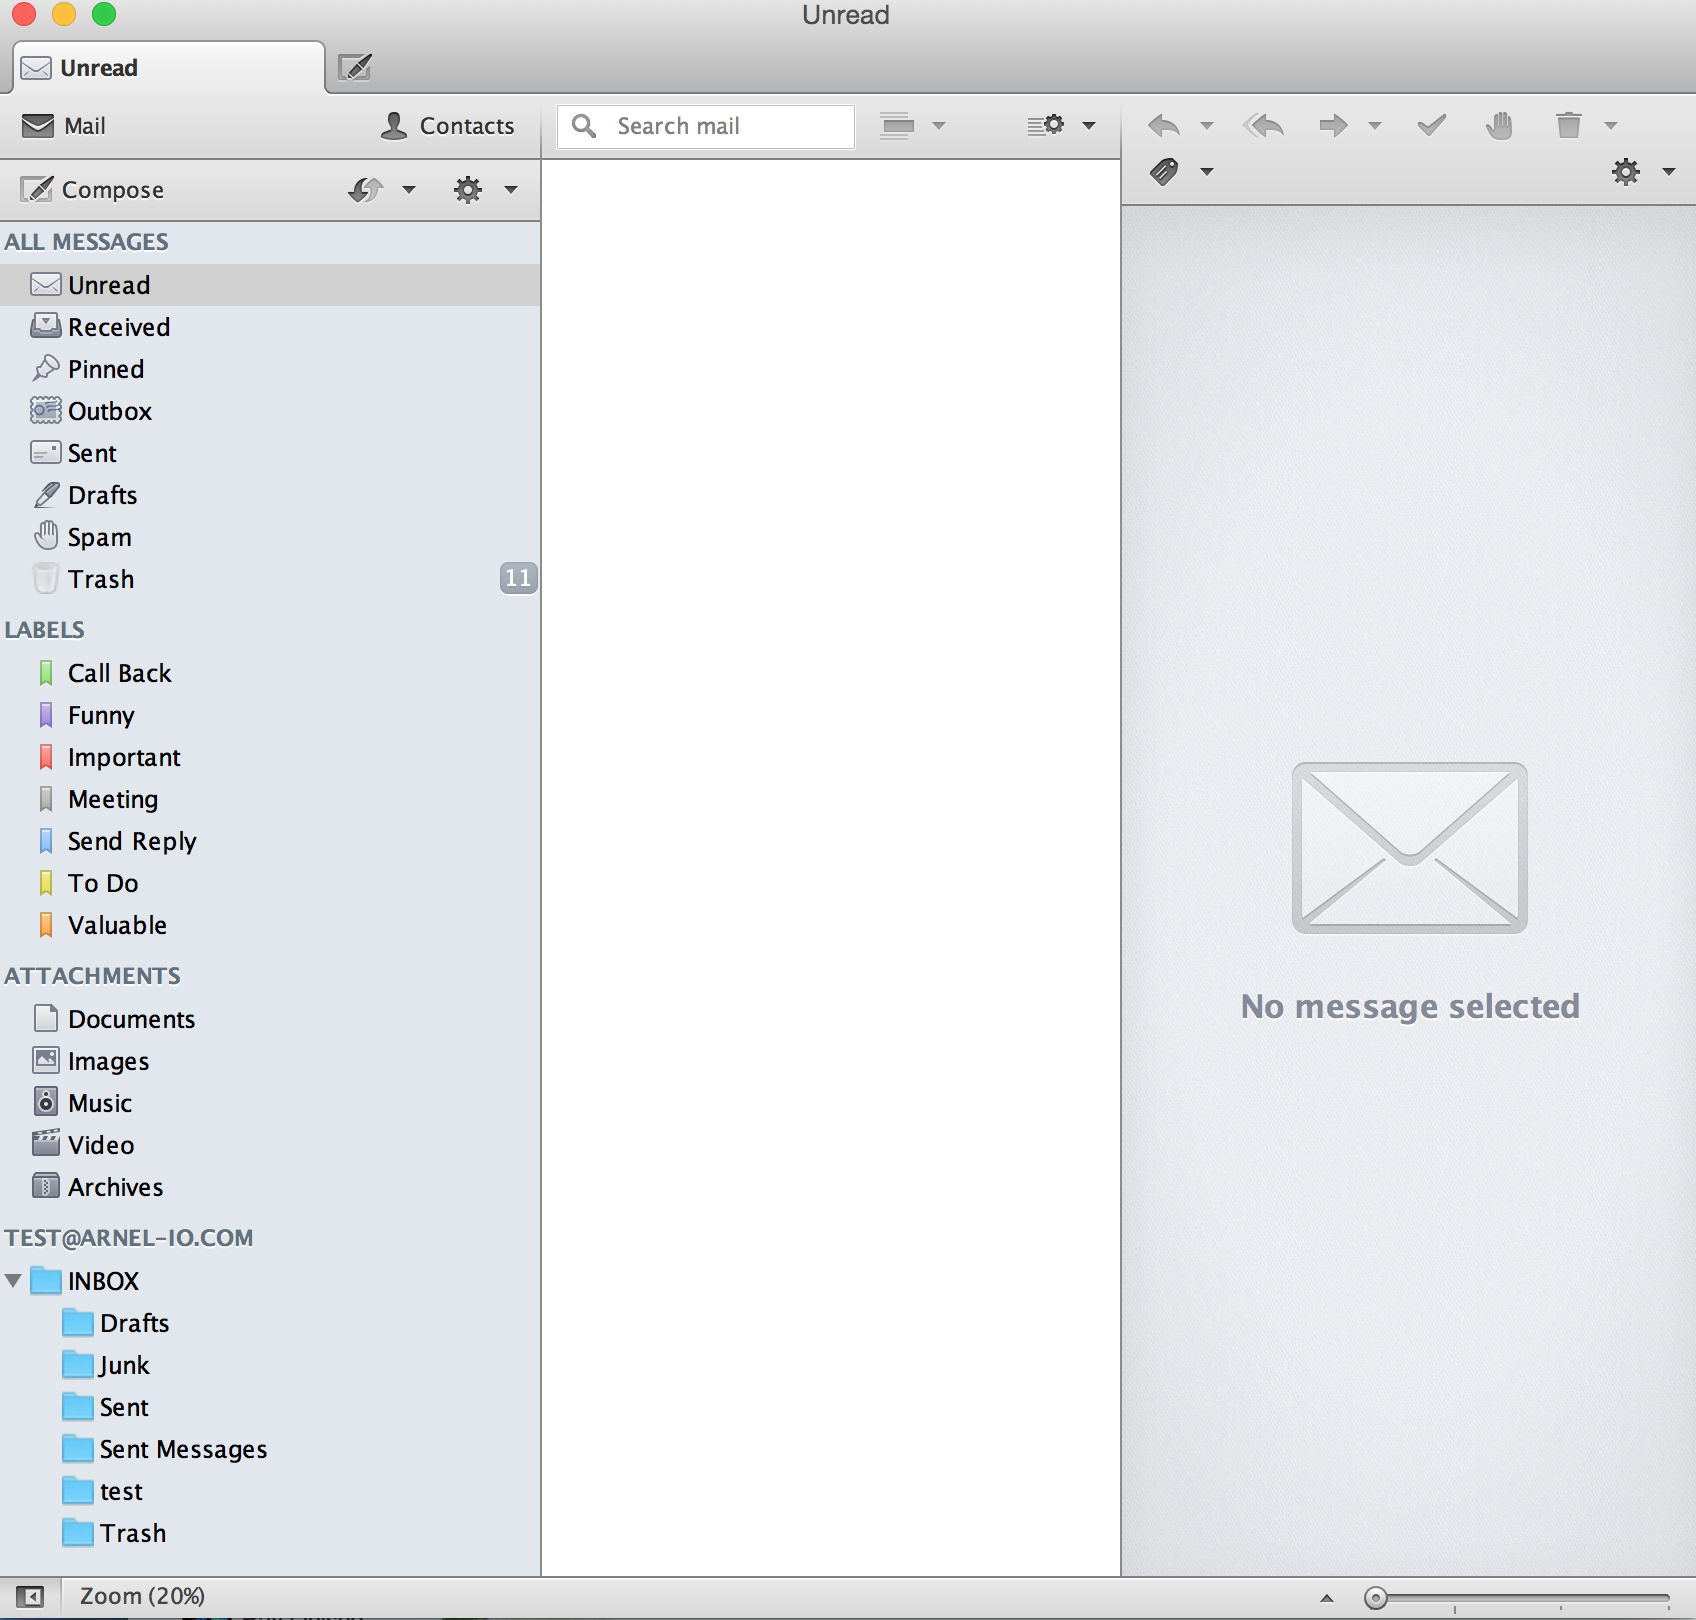 Unread
Unread
Mail Contacts Search mail
Compose
ALL MESSAGES
Unread
Received
Pinned
Outbox
Sent
Drafts
Spam
Trash 11
LABELS
Call Back
Funny
Important
Meeting
Send Reply
To Do
Valuable
ATTACHMENTS
Documents
Images
Music
Video
Archives
TEST@ARNEL-IO.COM
INBOX
Drafts
Junk
Sent
Sent Messages
test
Trash
No message selected
Zoom (20%)